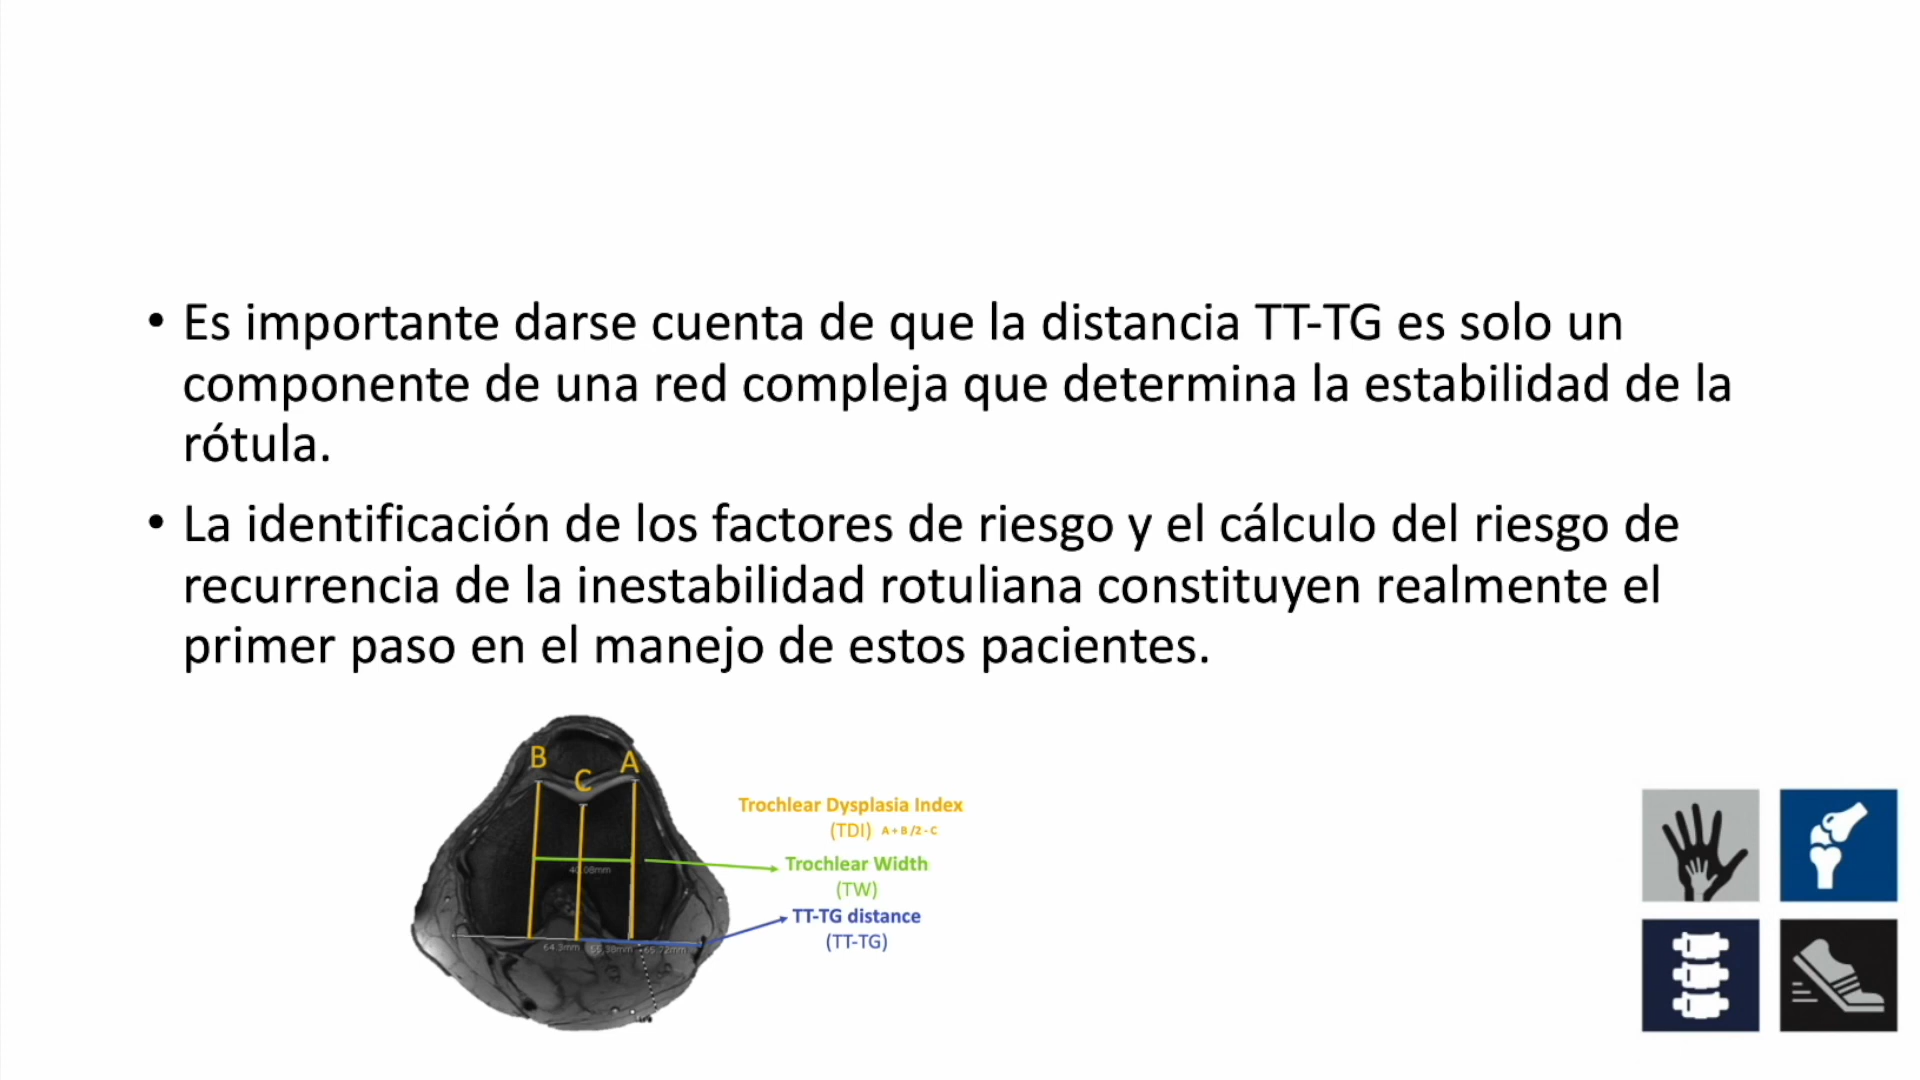 • Es importante darse cuenta de que la distancia TT-TG es solo un
componente de una red compleja que determina la estabilidad de la
rótula.
• La identificación de los factores de riesgo y el cálculo del riesgo de
recurrencia de la inestabilidad rotuliana constituyen realmente el
primer paso en el manejo de estos pacientes.
B
A
C
Trochlear Dysplasia Index
(TDI) A + B /2 - C
Trochlear Width
(TW)
TT-TG distance
(TT-TG)
64.3mm